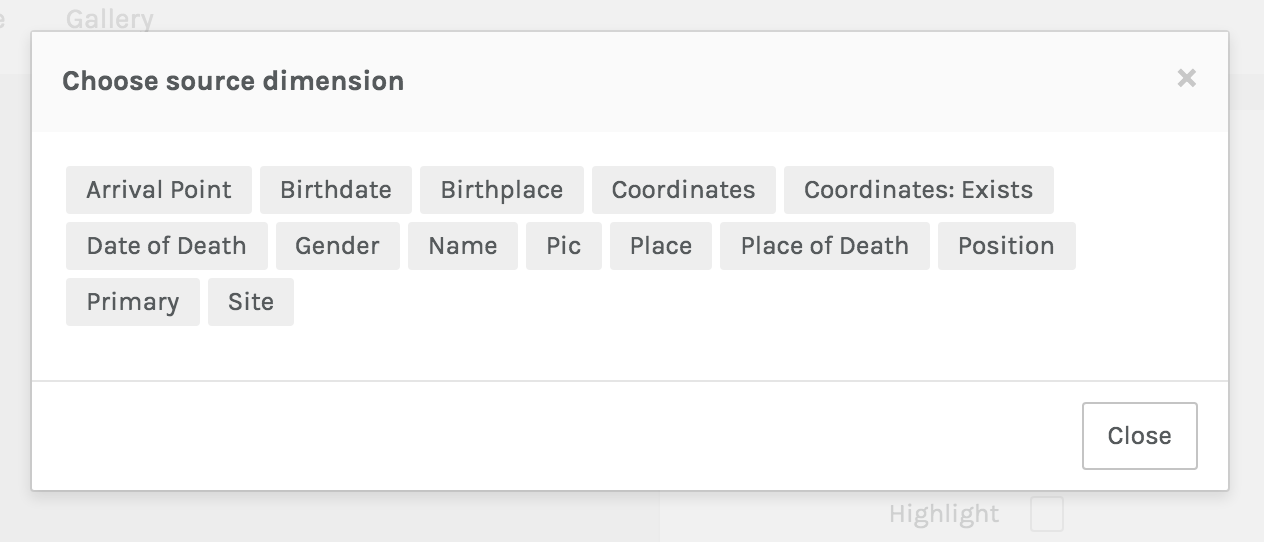 e Gallery
Choose source dimension ×
Arrival Point Birthdate Birthplace Coordinates Coordinates: Exists
Date of Death Gender Name Pic Place Place of Death Position
Primary Site
Close
Highlight